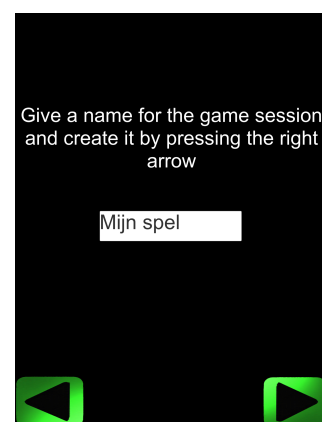 Give a name for the game session
and create it by pressing the right
arrow
Mijn spel